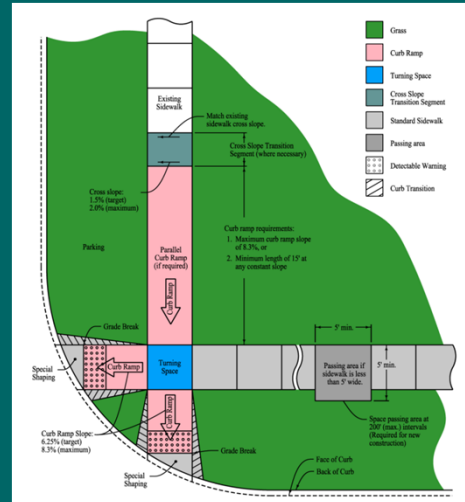 Grass
Curb Ramp
Turning Space
Cross Slope
Transition Segment
Standard Sidewalk
Passing area
Detectable Warning
Curb Transition
Existing
Sidewalk
Match existing
sidewalk cross slope.
Cross Slope Transition
Segment (where necessary)
Cross slope:
1.5% (target)
2.0% (maximum)
Curb ramp requirements:
1. Maximum curb ramp slope
of 8.3%, or
2. Minimum length of 15' at
any constant slope
Parking
Parallel
Curb Ramp
(if required)
Curb Ramp
Grade Break
5' min.
Special
Shaping
Curb Ramp
Turning
Space
Passing area if
sidewalk is less
than 5' wide.
5' min.
Curb Ramp
Curb Ramp Slope:
6.25% (target)
8.3% (maximum)
Grade Break
Space passing area at
200' (max.) intervals
(Required for new
construction)
Special
Shaping
Face of Curb
Back of Curb